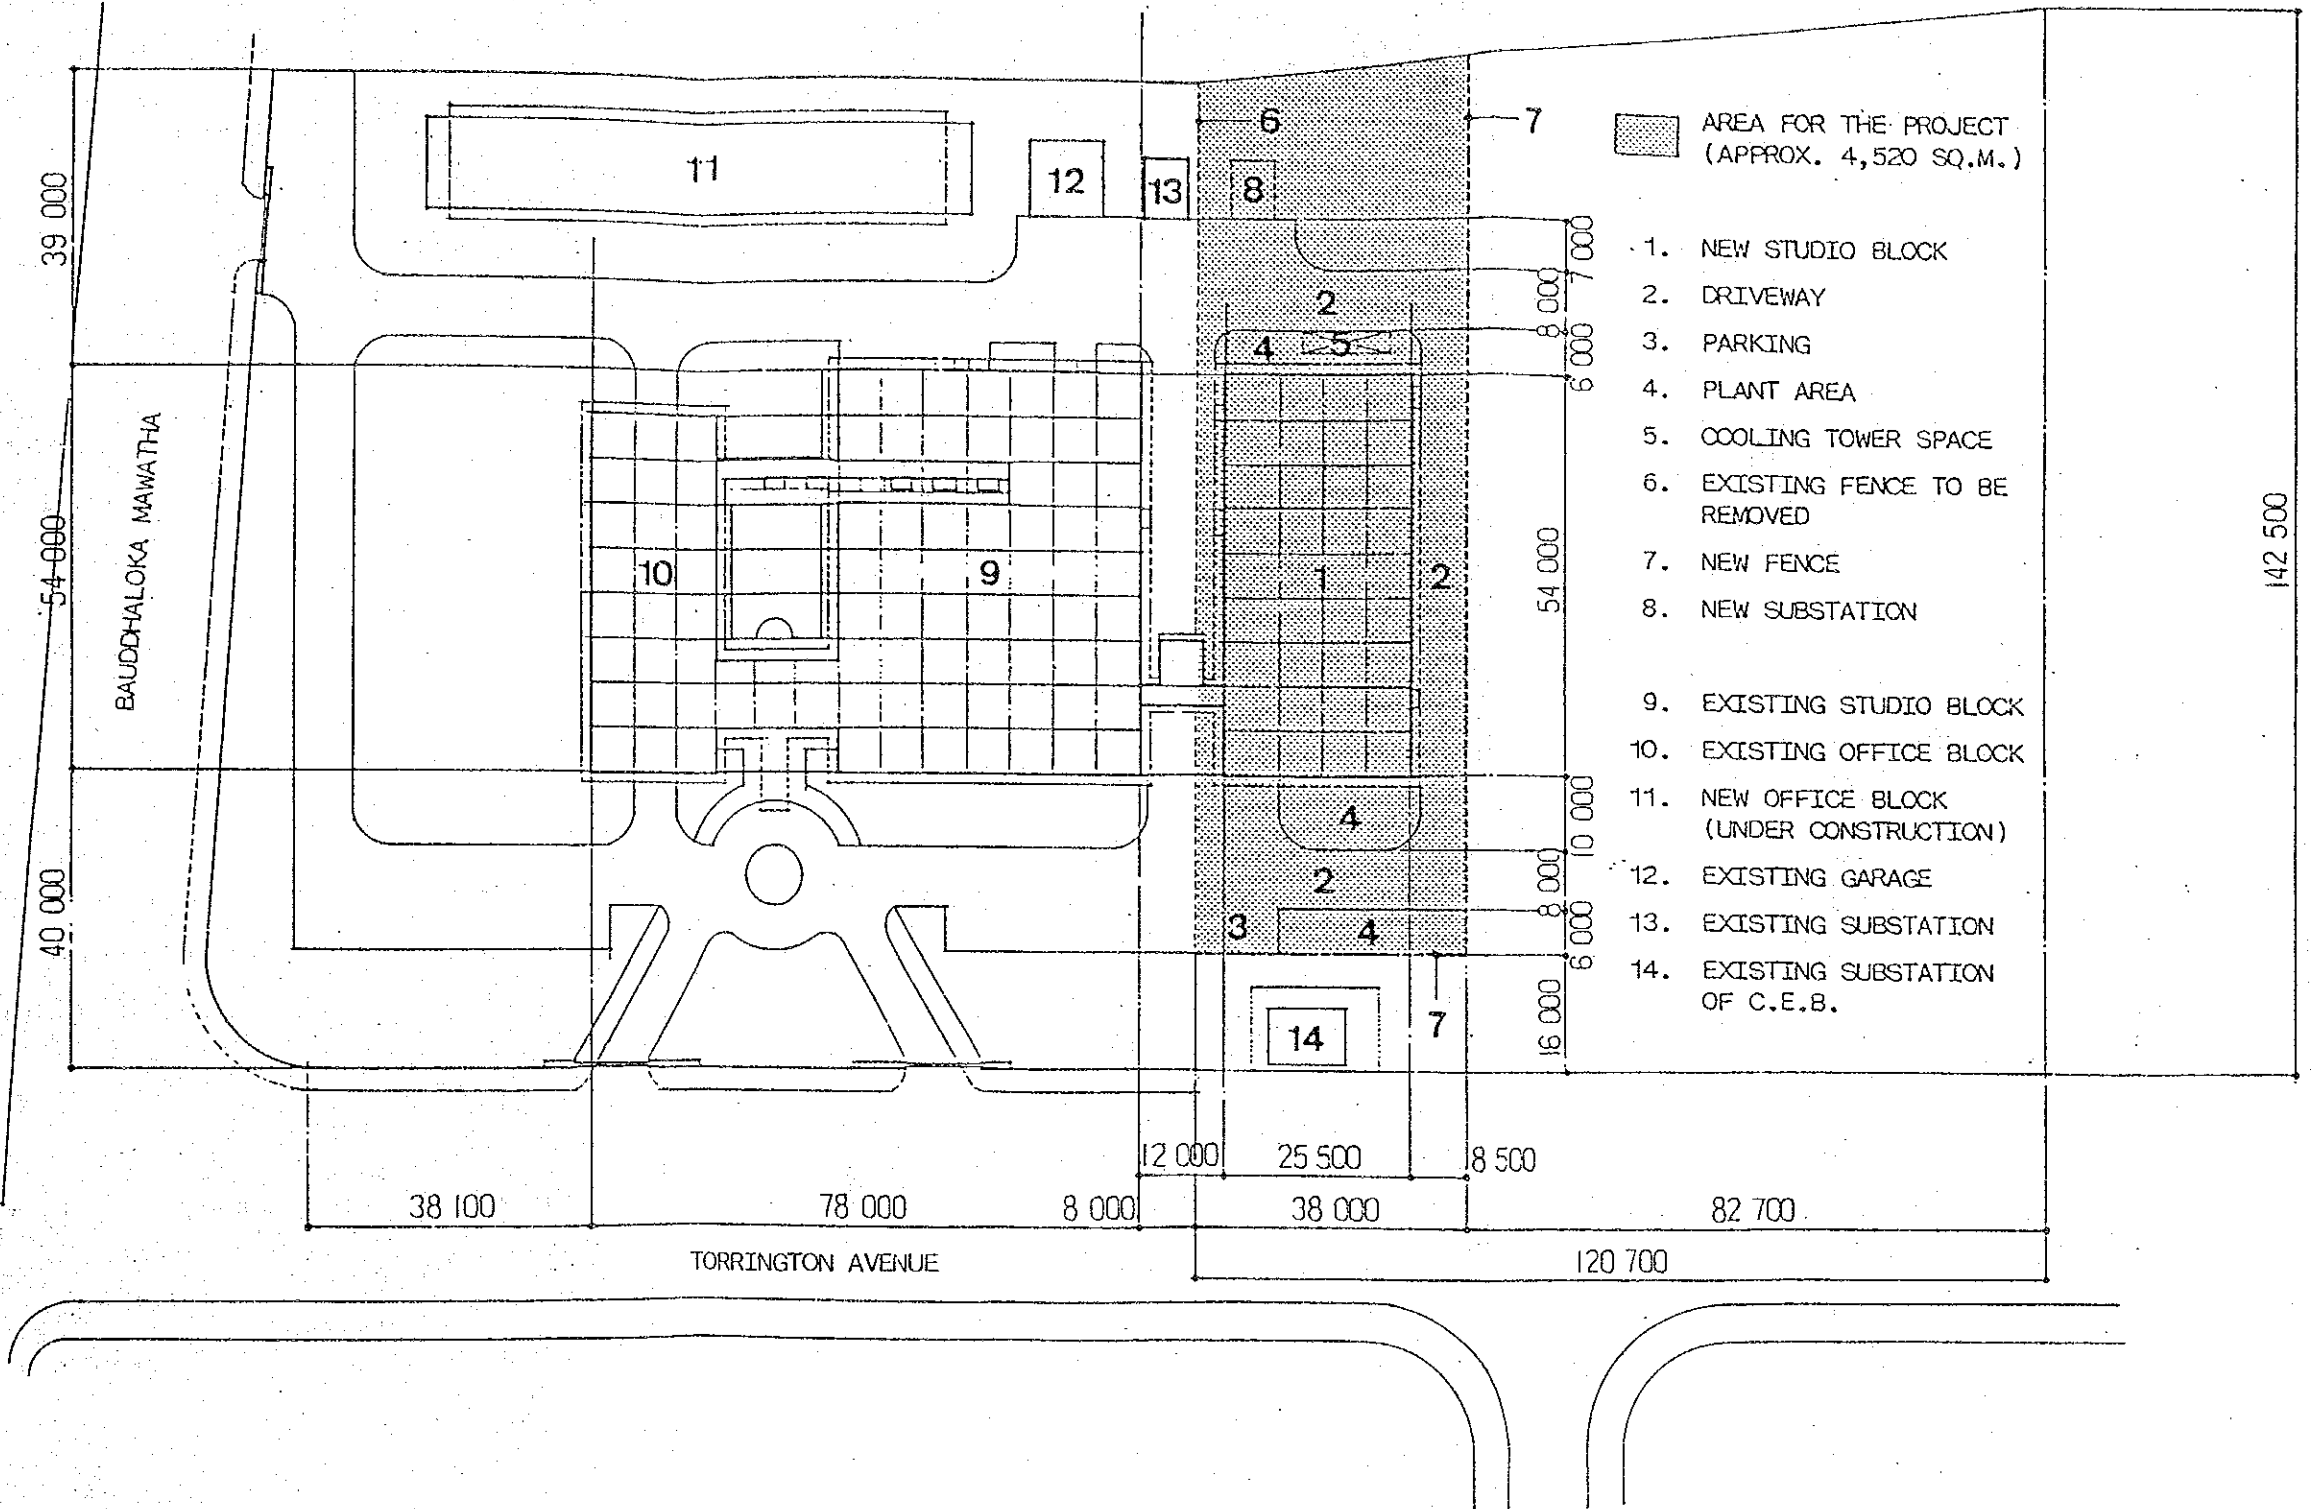 11
12
13
6
8
7
2
4
5
10
9
1
2
4
2
3
4
14
7
AREA FOR THE PROJECT
(APPROX. 4,520 SQ.M.)
1. NEW STUDIO BLOCK
2. DRIVEWAY
3. PARKING
4. PLANT AREA
5. COOLING TOWER SPACE
6. EXISTING FENCE TO BE
REMOVED
7. NEW FENCE
8. NEW SUBSTATION
9. EXISTING STUDIO BLOCK
10. EXISTING OFFICE BLOCK
11. NEW OFFICE BLOCK
(UNDER CONSTRUCTION)
12. EXISTING GARAGE
13. EXISTING SUBSTATION
14. EXISTING SUBSTATION
OF C.E.B.
39 000
54 000
40 000
BAUDDHALOKA MAWATHA
7 000
8 000
6 000
54 000
10 000
8 000
6 000
16 000
142 500
12 000
25 500
8 500
38 100
78 000
8 000
38 000
82 700
TORRINGTON AVENUE
120 700